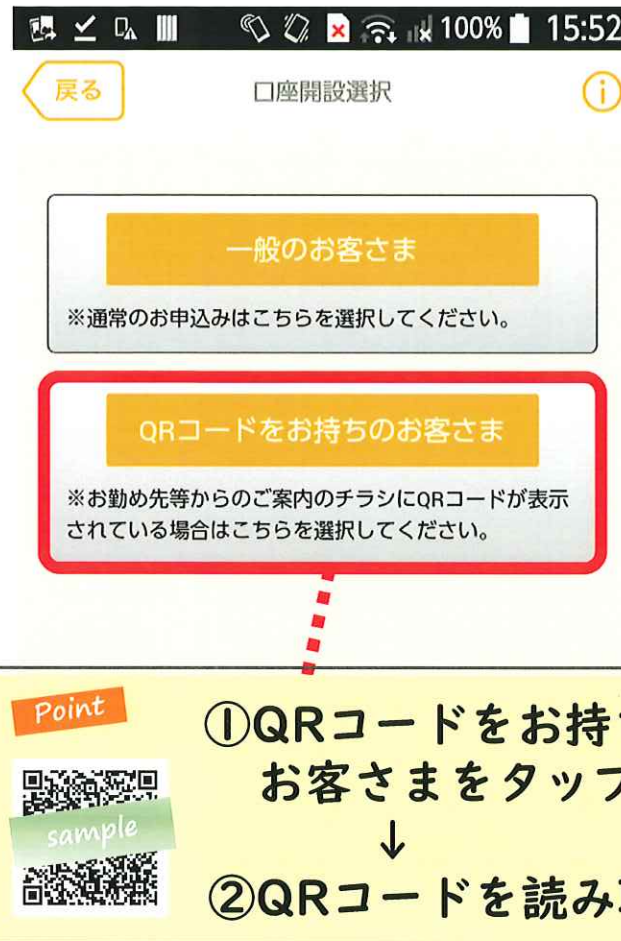 100% 15:52
戻る
口座開設選択
i
一般のお客さま
※通常のお申込みはこちらを選択してください。
QRコードをお持ちのお客さま
※お勤め先等からのご案内のチラシにQRコードが表示
されている場合はこちらを選択してください。
Point
①QRコードをお持
お客さまをタップ
sample
↓
②QRコードを読み